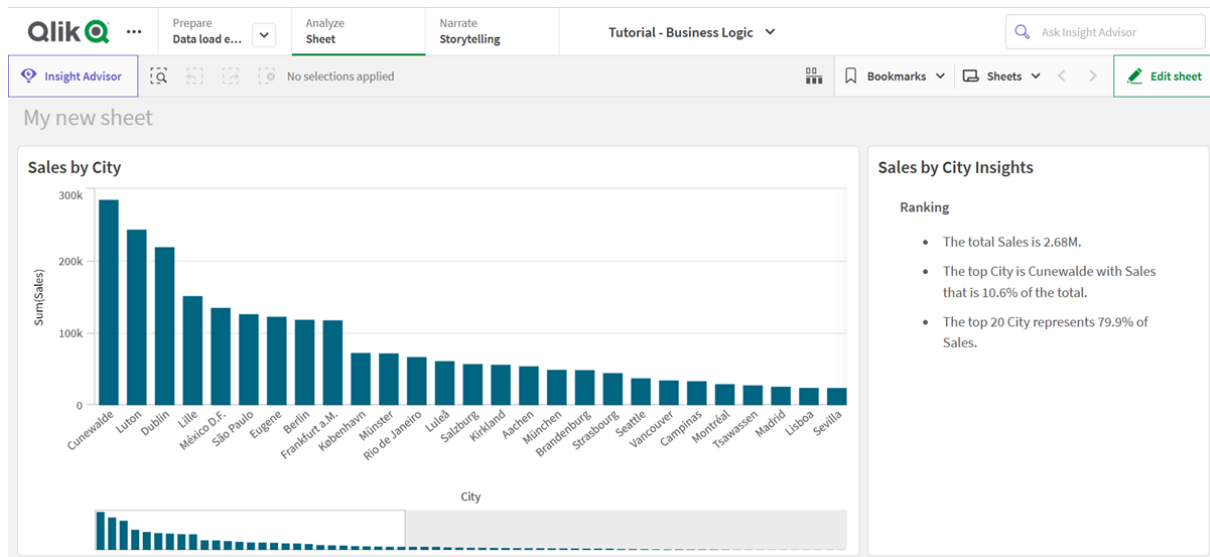 Qlik
Prepare
Data load e...
Analyze
Sheet
Narrate
Storytelling
Tutorial - Business Logic
Ask Insight Advisor
Insight Advisor
No selections applied
Bookmarks
Sheets
Edit sheet
My new sheet
Sales by City
300k
200k
100k
0
Sum(Sales)
Cunewalde
Luton
Dublin
Lille
México D.F.
São Paulo
Eugene
Berlin
Frankfurt a.M.
København
Münster
Rio de Janeiro
Luleå
Salzburg
Kirkland
Aachen
München
Brandenburg
Strasbourg
Seattle
Vancouver
Campinas
Montréal
Tsawassen
Madrid
Lisboa
Sevilla
City
Sales by City Insights
Ranking
• The total Sales is 2.68M.
• The top City is Cunewalde with Sales
that is 10.6% of the total.
• The top 20 City represents 79.9% of
Sales.